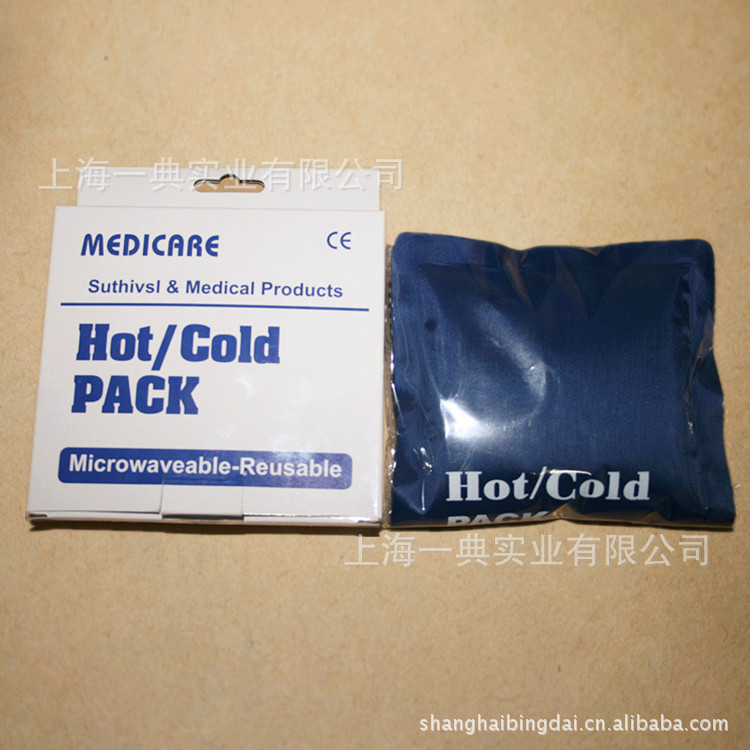 上海一典实业有限公司
MEDICARE CE
Suthivsl & Medical Products
Hot/Cold
PACK
Microwaveable-Reusable
Hot/Cold
PACK
上海一典实业有限公司
shanghaibingdai.cn.alibaba.com